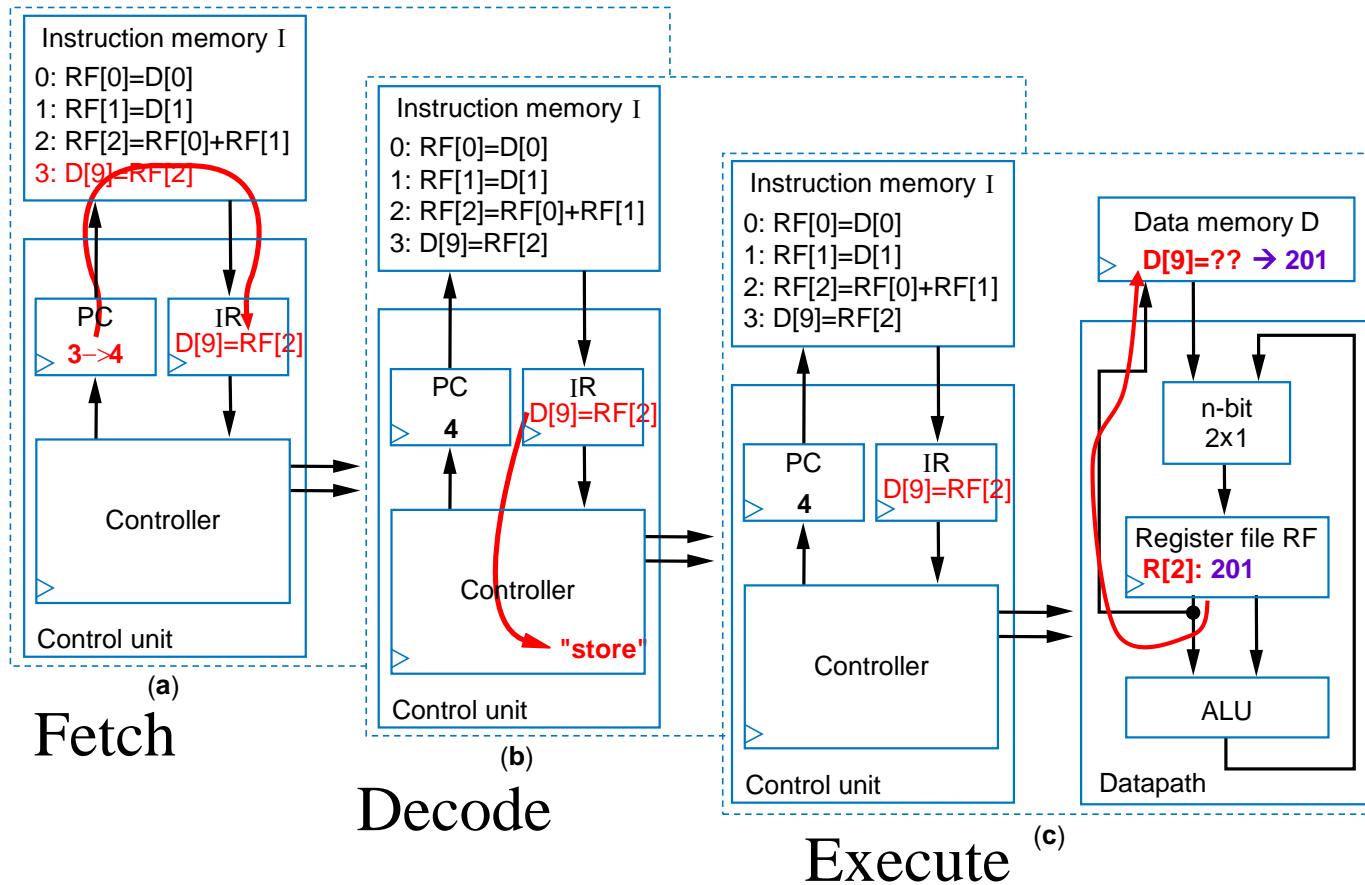 Instruction memory I
0: RF[0]=D[0]
1: RF[1]=D[1]
2: RF[2]=RF[0]+RF[1]
3: D[9]=RF[2]
PC
3->4
IR
D[9]=RF[2]
Controller
Control unit
(a)
Fetch
Instruction memory I
0: RF[0]=D[0]
1: RF[1]=D[1]
2: RF[2]=RF[0]+RF[1]
3: D[9]=RF[2]
PC
4
IR
D[9]=RF[2]
Controller
"store"
Control unit
(b)
Decode
Instruction memory I
0: RF[0]=D[0]
1: RF[1]=D[1]
2: RF[2]=RF[0]+RF[1]
3: D[9]=RF[2]
PC
4
IR
D[9]=RF[2]
Controller
Control unit
Data memory D
D[9]=?? → 201
n-bit
2x1
Register file RF
R[2]: 201
ALU
Datapath
(c)
Execute